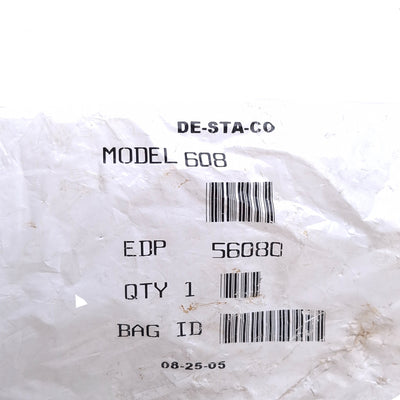 DE-STA-CO
MODEL 608
EDP 56080
QTY 1
BAG ID
08-25-05